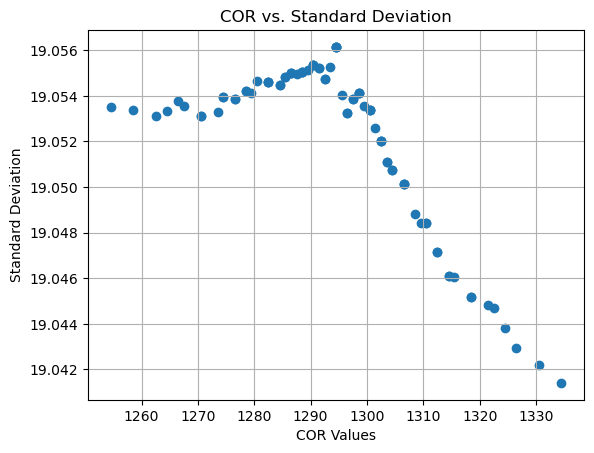 COR vs. Standard Deviation
19.056
19.054
19.052
19.050
19.048
19.046
19.044
19.042
Standard Deviation
1260 1270 1280 1290 1300 1310 1320 1330
COR Values